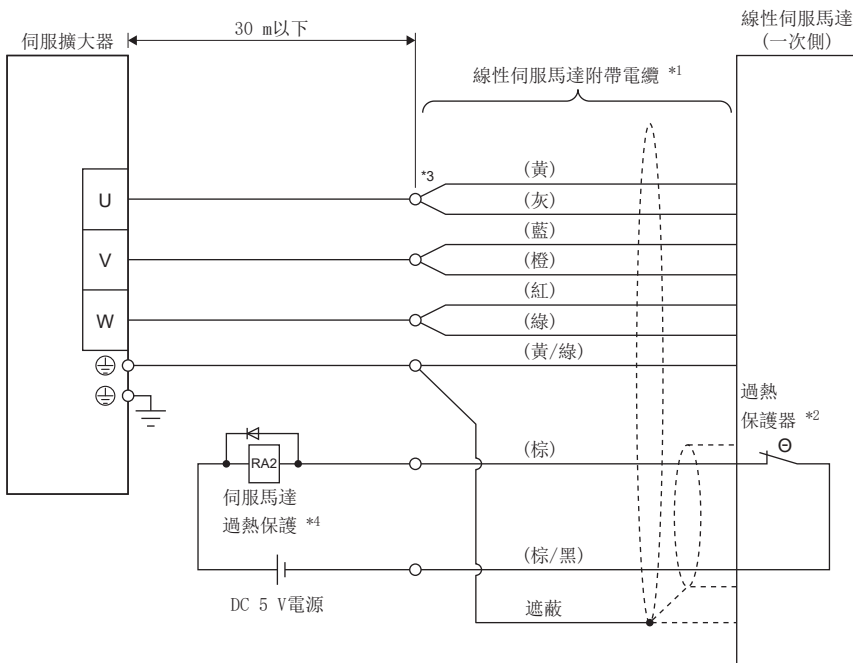 伺服擴大器
30 m以下
線性伺服馬達
(一次側)
線性伺服馬達附帶電纜 *1
*3
U
(黃)
(灰)
V
(藍)
(橙)
W
(紅)
(綠)
(黃/綠)
過熱
保護器 *2
Θ
RA2
(棕)
伺服馬達
過熱保護 *4
(棕/黑)
DC 5 V電源
遮蔽